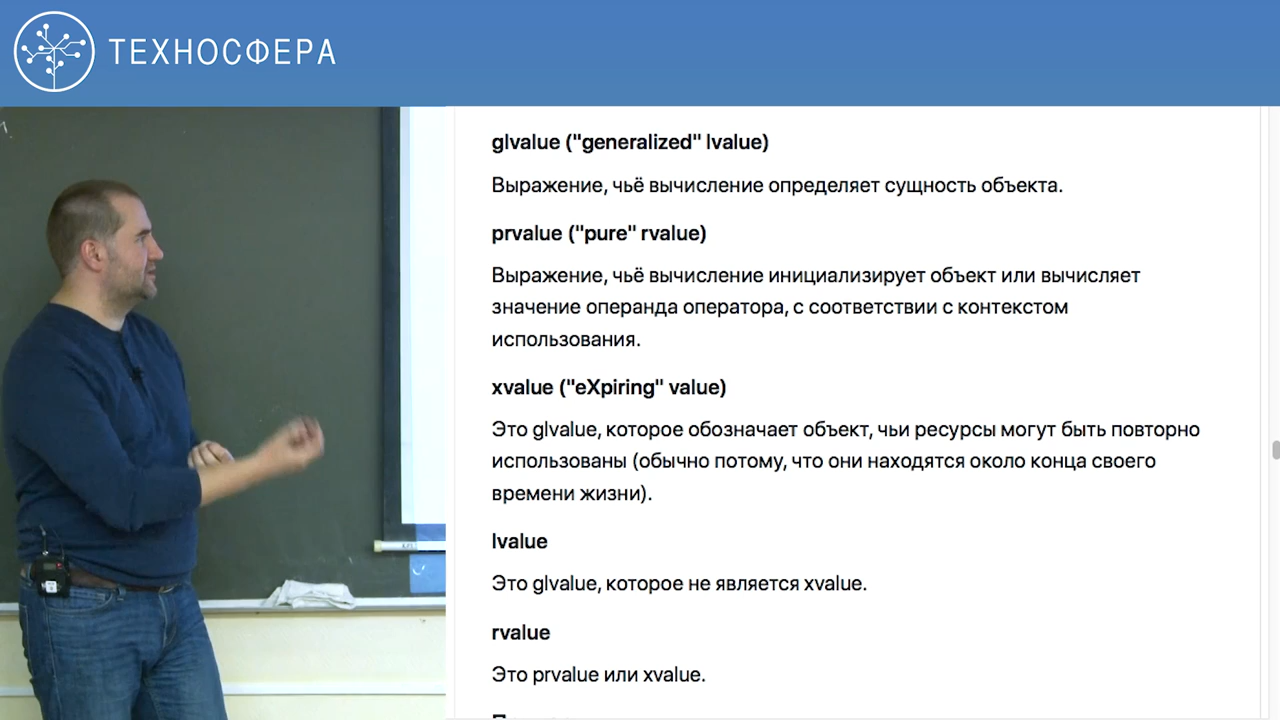 ТЕХНОСФЕРА
glvalue ("generalized" lvalue)
Выражение, чьё вычисление определяет сущность объекта.
prvalue ("pure" rvalue)
Выражение, чьё вычисление инициализирует объект или вычисляет
значение операнда оператора, с соответствии с контекстом
использования.
xvalue ("eXpiring" value)
Это glvalue, которое обозначает объект, чьи ресурсы могут быть повторно
использованы (обычно потому, что они находятся около конца своего
времени жизни).
lvalue
Это glvalue, которое не является xvalue.
rvalue
Это prvalue или xvalue.